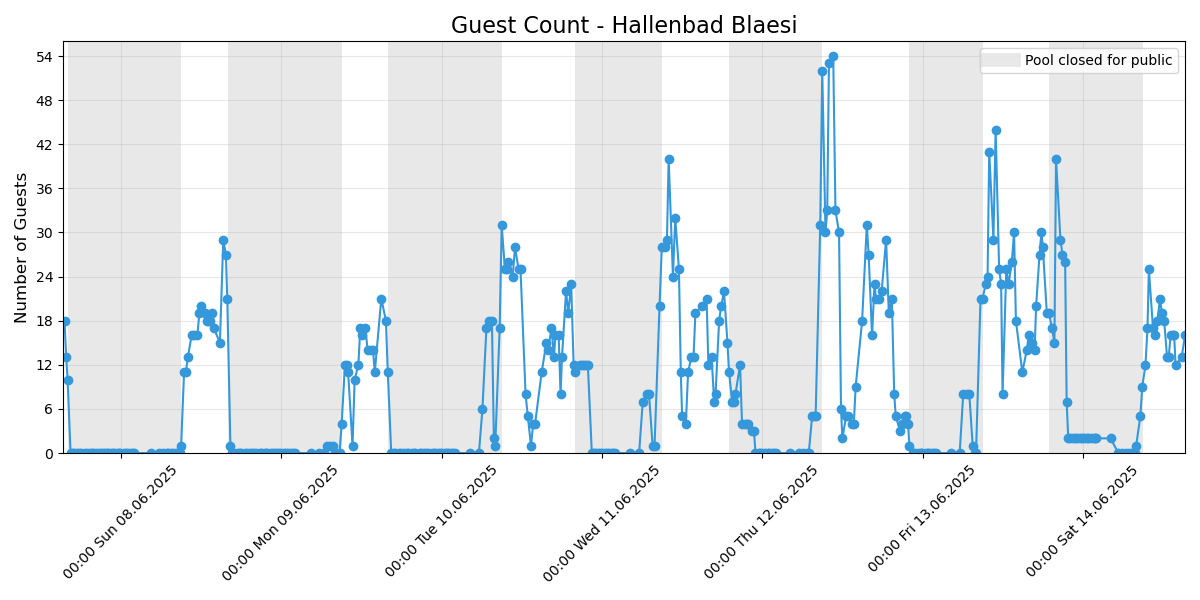 Guest Count - Hallenbad Blaesi
Pool closed for public
Number of Guests
54
48
42
36
30
24
18
12
6
0
00:00 Sun 08.06.2025
00:00 Mon 09.06.2025
00:00 Tue 10.06.2025
00:00 Wed 11.06.2025
00:00 Thu 12.06.2025
00:00 Fri 13.06.2025
00:00 Sat 14.06.2025